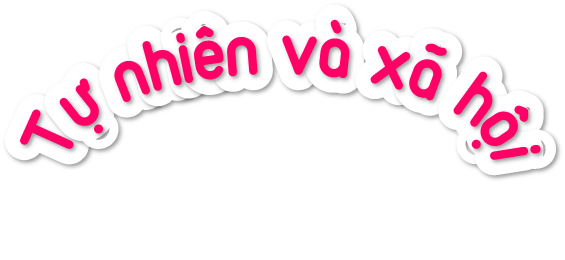 Tự nhiên và xã hội